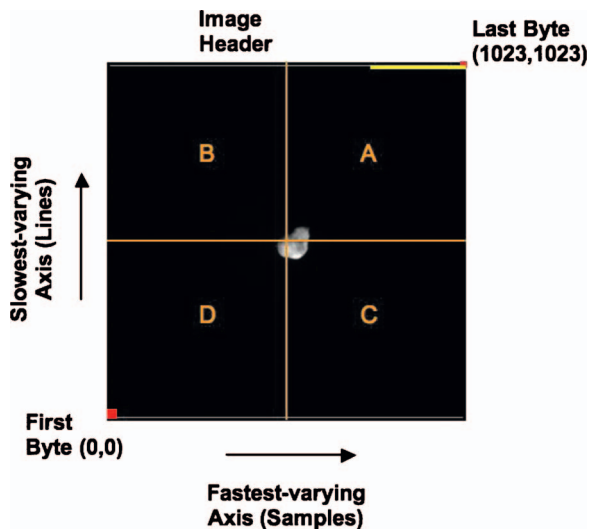 Image
Header
Last Byte
(1023,1023)
B
A
Slowest-varying
Axis (Lines)
D
C
First
Byte (0,0)
Fastest-varying
Axis (Samples)